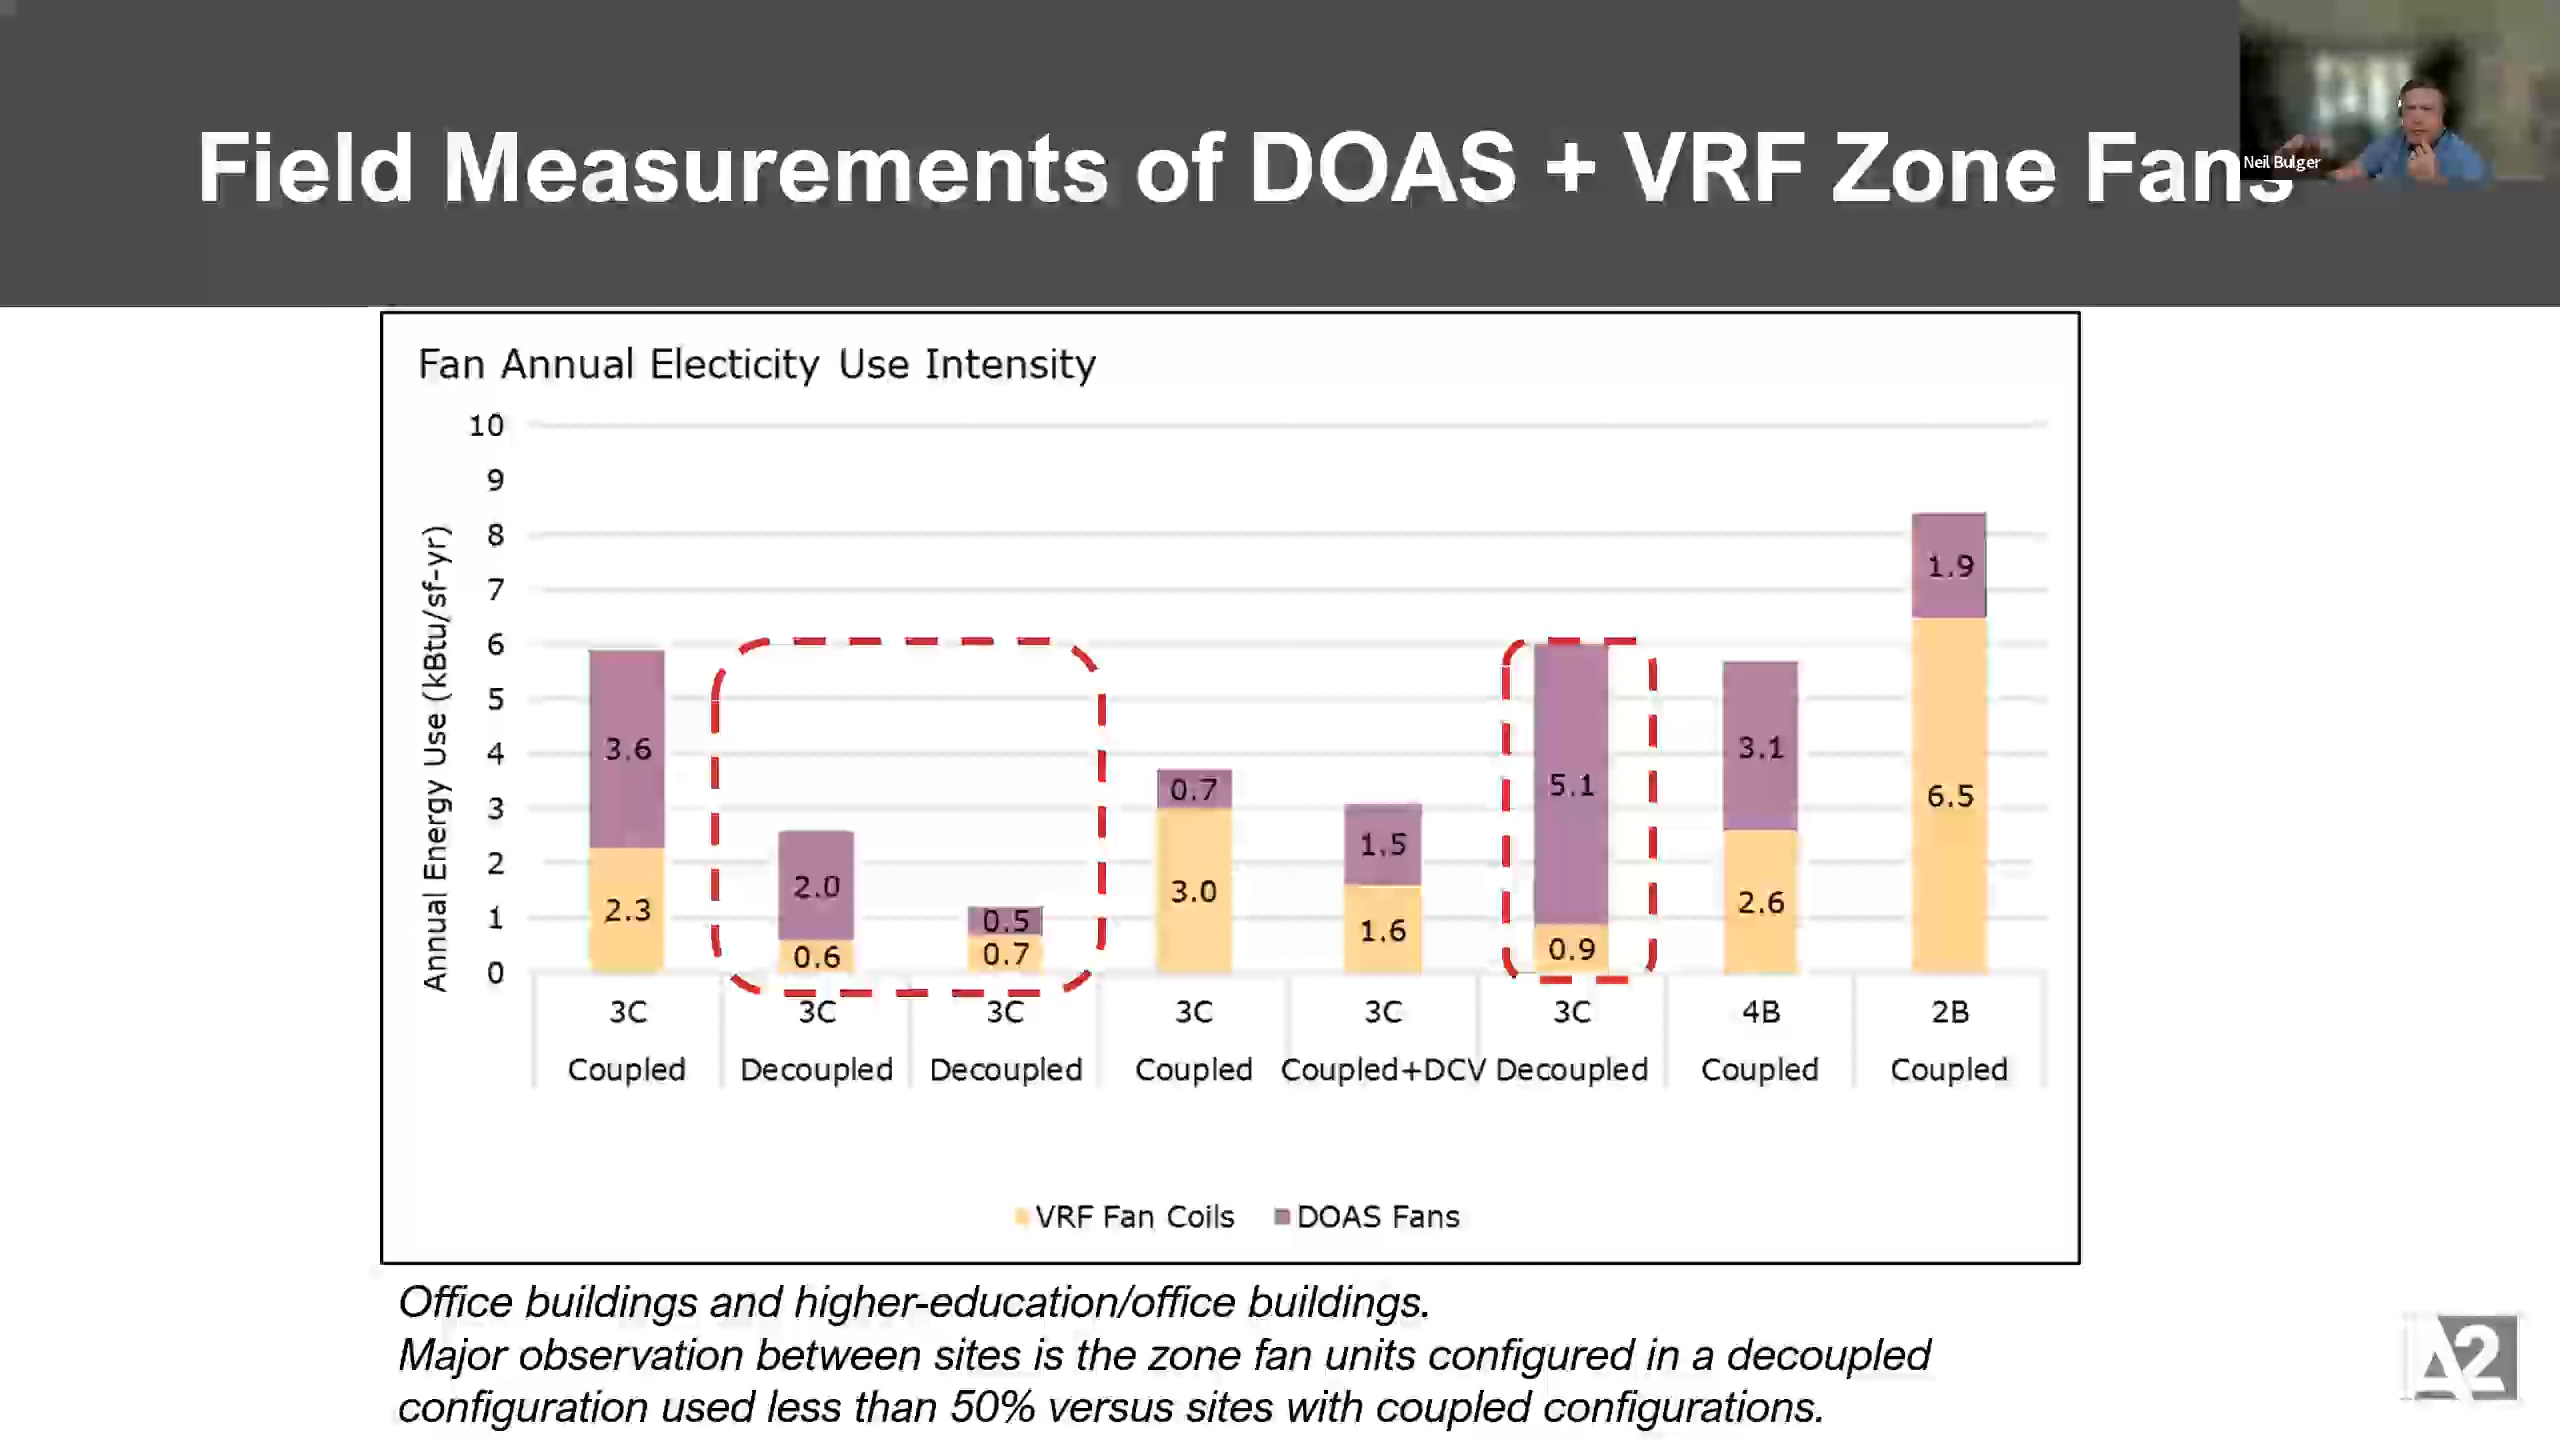 Field Measurements of DOAS + VRF Zone Fans
Neil Bulger
Fan Annual Electicity Use Intensity
Annual Energy Use (kBtu/sf-yr)
10
9
8
7
6
5
4
3
2
1
0
3.6
2.3
2.0
0.6
0.5
0.7
0.7
3.0
1.5
1.6
5.1
0.9
3.1
2.6
1.9
6.5
3C 3C 3C 3C 3C 3C 4B 2B
Coupled Decoupled Decoupled Coupled Coupled+DCV Decoupled Coupled Coupled
VRF Fan Coils DOAS Fans
Office buildings and higher-education/office buildings.
Major observation between sites is the zone fan units configured in a decoupled
configuration used less than 50% versus sites with coupled configurations.
A2